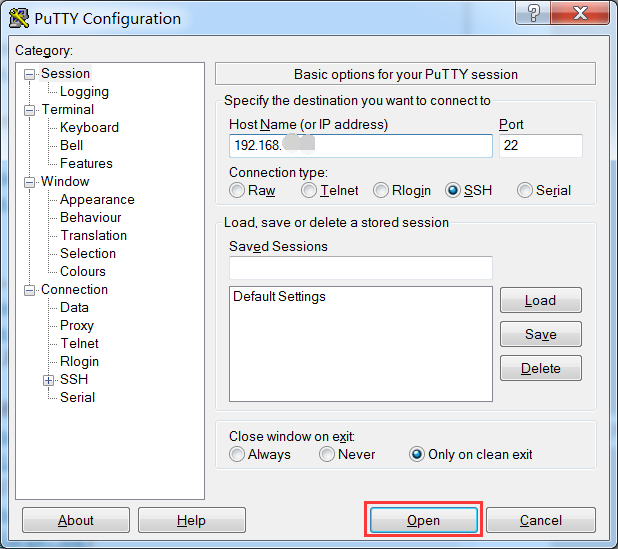 PuTTY Configuration
?
Category:
Session
Logging
Terminal
Keyboard
Bell
Features
Window
Appearance
Behaviour
Translation
Selection
Colours
Connection
Data
Proxy
Telnet
Rlogin
SSH
Serial
Basic options for your PuTTY session
Specify the destination you want to connect to
Host Name (or IP address) Port
192.168. 22
Connection type:
Raw Telnet Rlogin SSH Serial
Load, save or delete a stored session
Saved Sessions
Default Settings
Load
Save
Delete
Close window on exit:
Always Never Only on clean exit
About Help Open Cancel